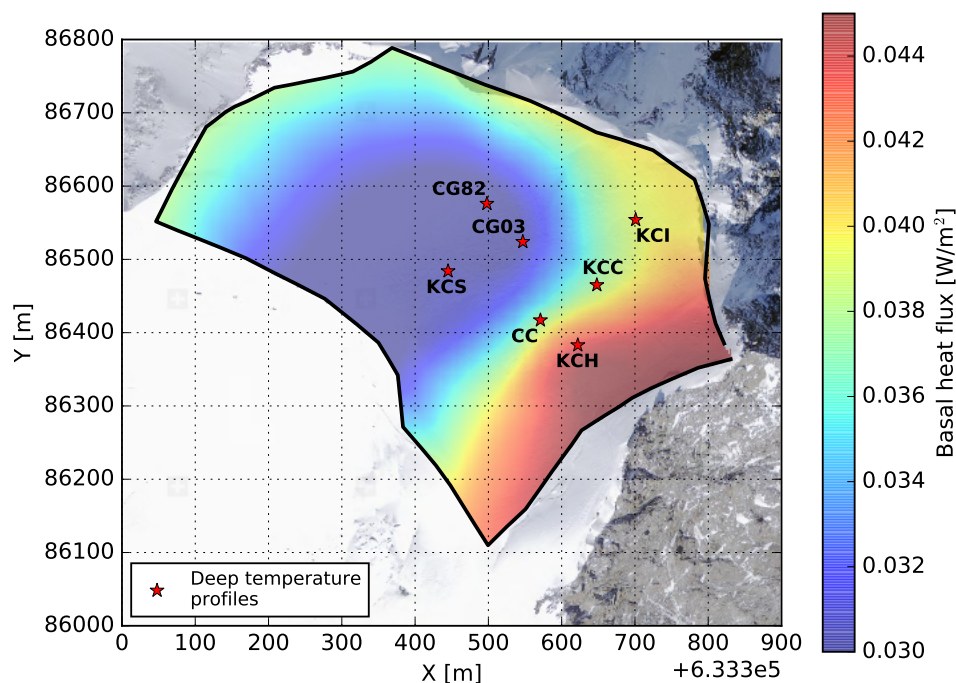 86800
86700
86600
86500
86400
86300
86200
86100
86000
Y [m]
CG82
CG03
KCS
KCI
KCC
CC
KCH
Deep temperature
profiles
0 100 200 300 400 500 600 700 800 900
X [m]
+6.333e5
0.044
0.042
0.040
0.038
0.036
0.034
0.032
0.030
Basal heat flux [W/m²]